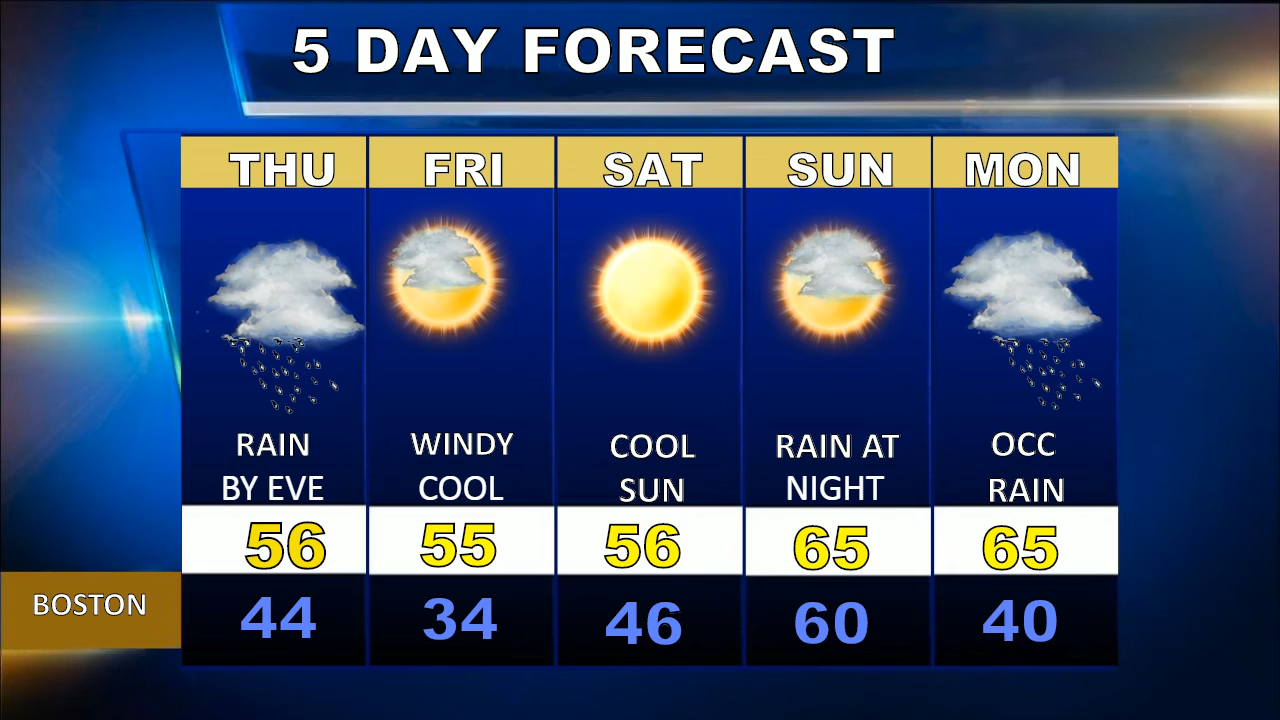 5 DAY FORECAST
THU FRI SAT SUN MON
RAIN WINDY COOL RAIN AT OCC
BY EVE COOL SUN NIGHT RAIN
56 55 56 65 65
BOSTON 44 34 46 60 40